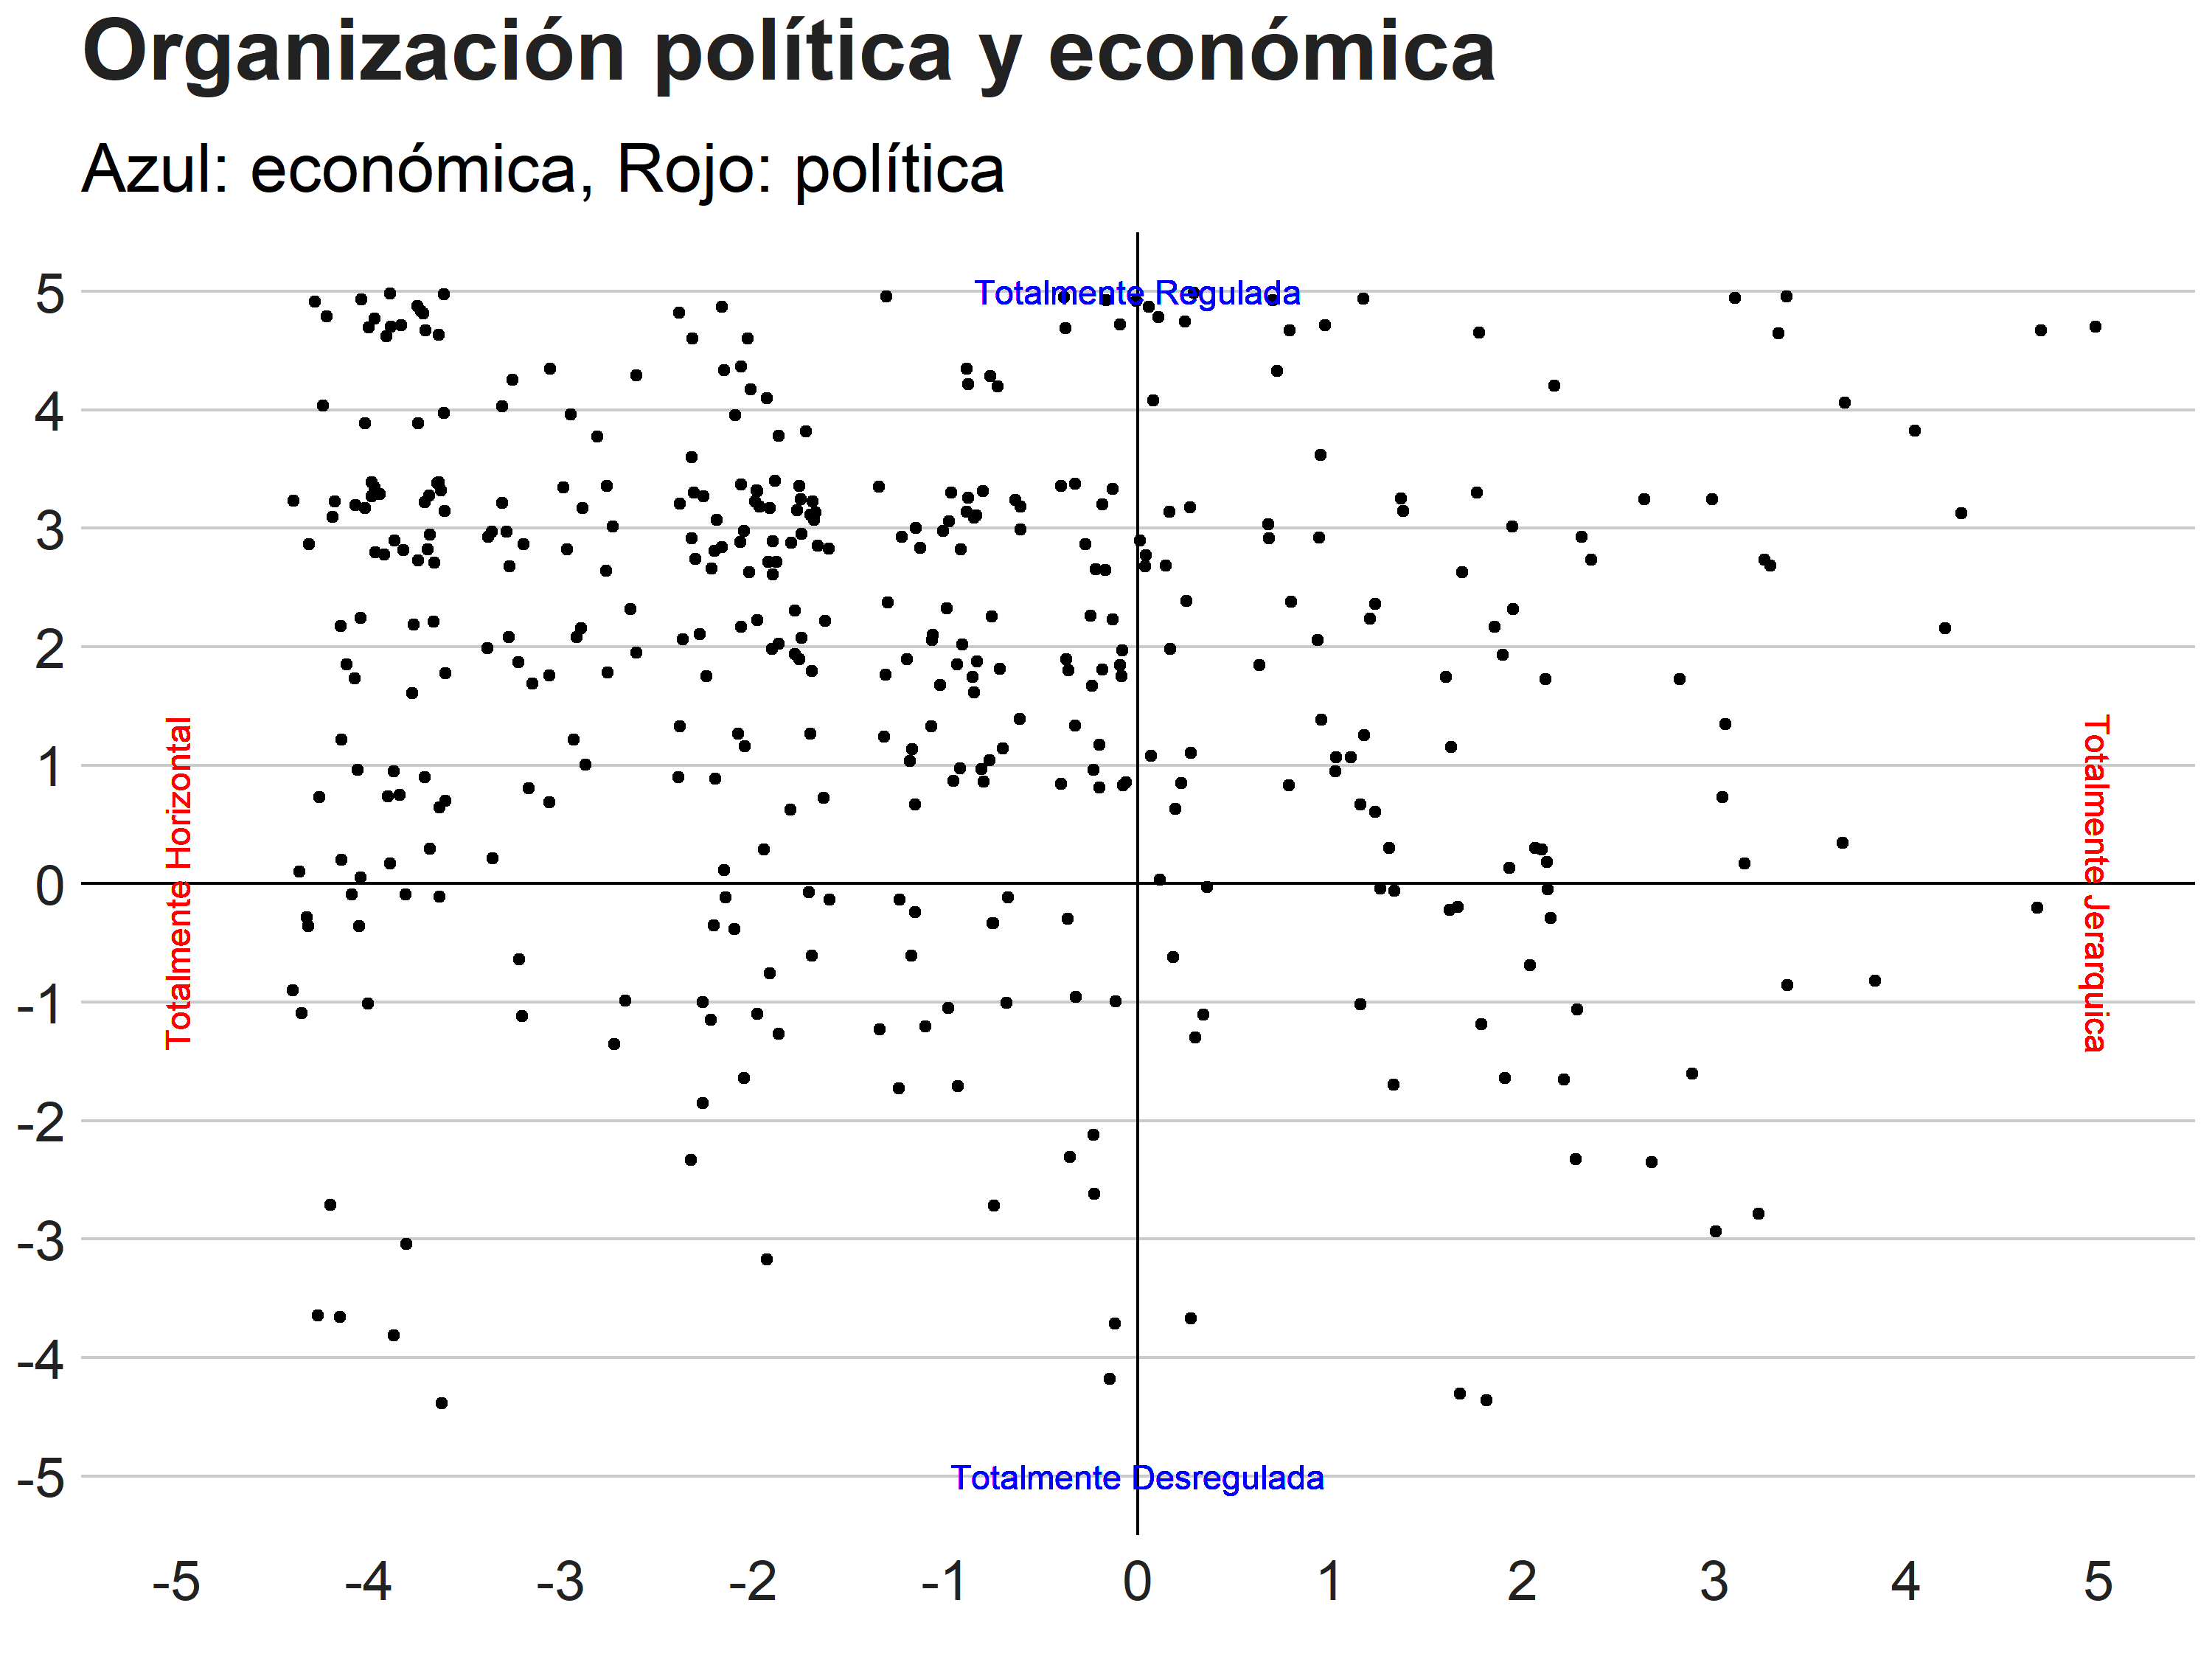 Organización política y económica
Azul: económica, Rojo: política
Totalmente Regulada
5
4
3
2
1
0
-1
-2
-3
-4
-5
Totalmente Horizontal
Totalmente Jerarquica
Totalmente Desregulada
-5 -4 -3 -2 -1 0 1 2 3 4 5